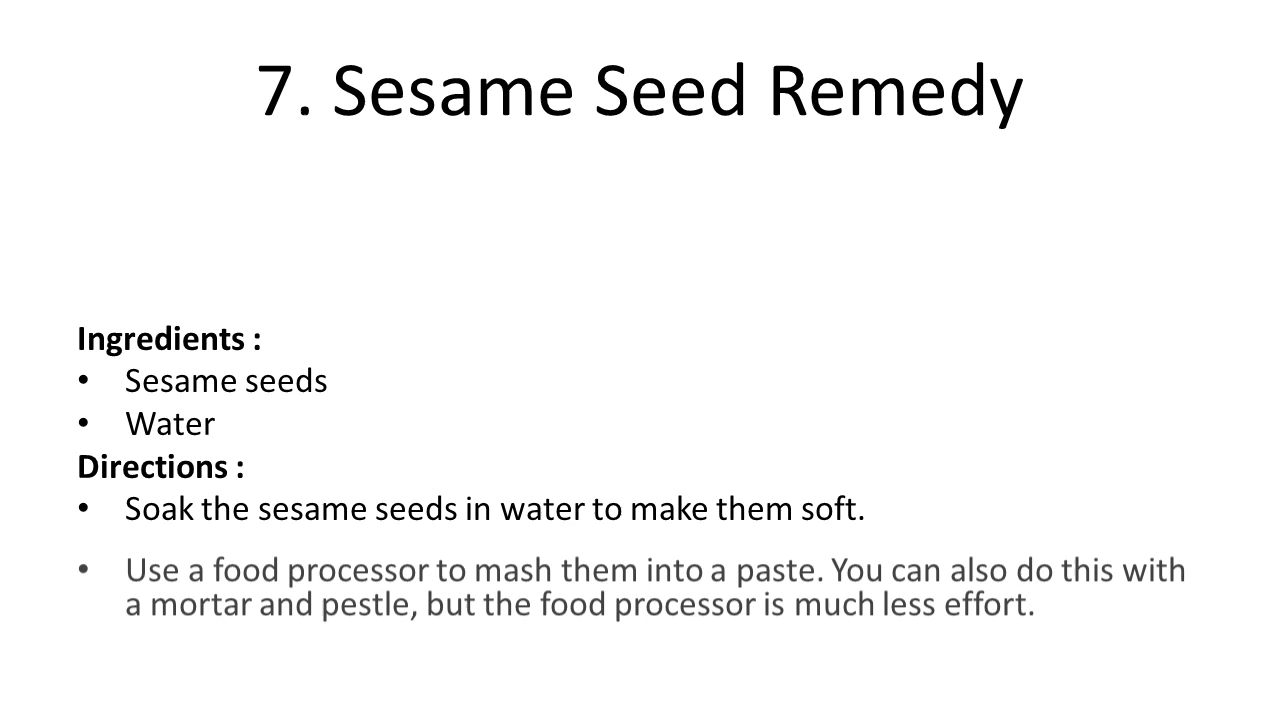 7. Sesame Seed Remedy
Ingredients :
• Sesame seeds
• Water
Directions :
• Soak the sesame seeds in water to make them soft.
• Use a food processor to mash them into a paste. You can also do this with
a mortar and pestle, but the food processor is much less effort.